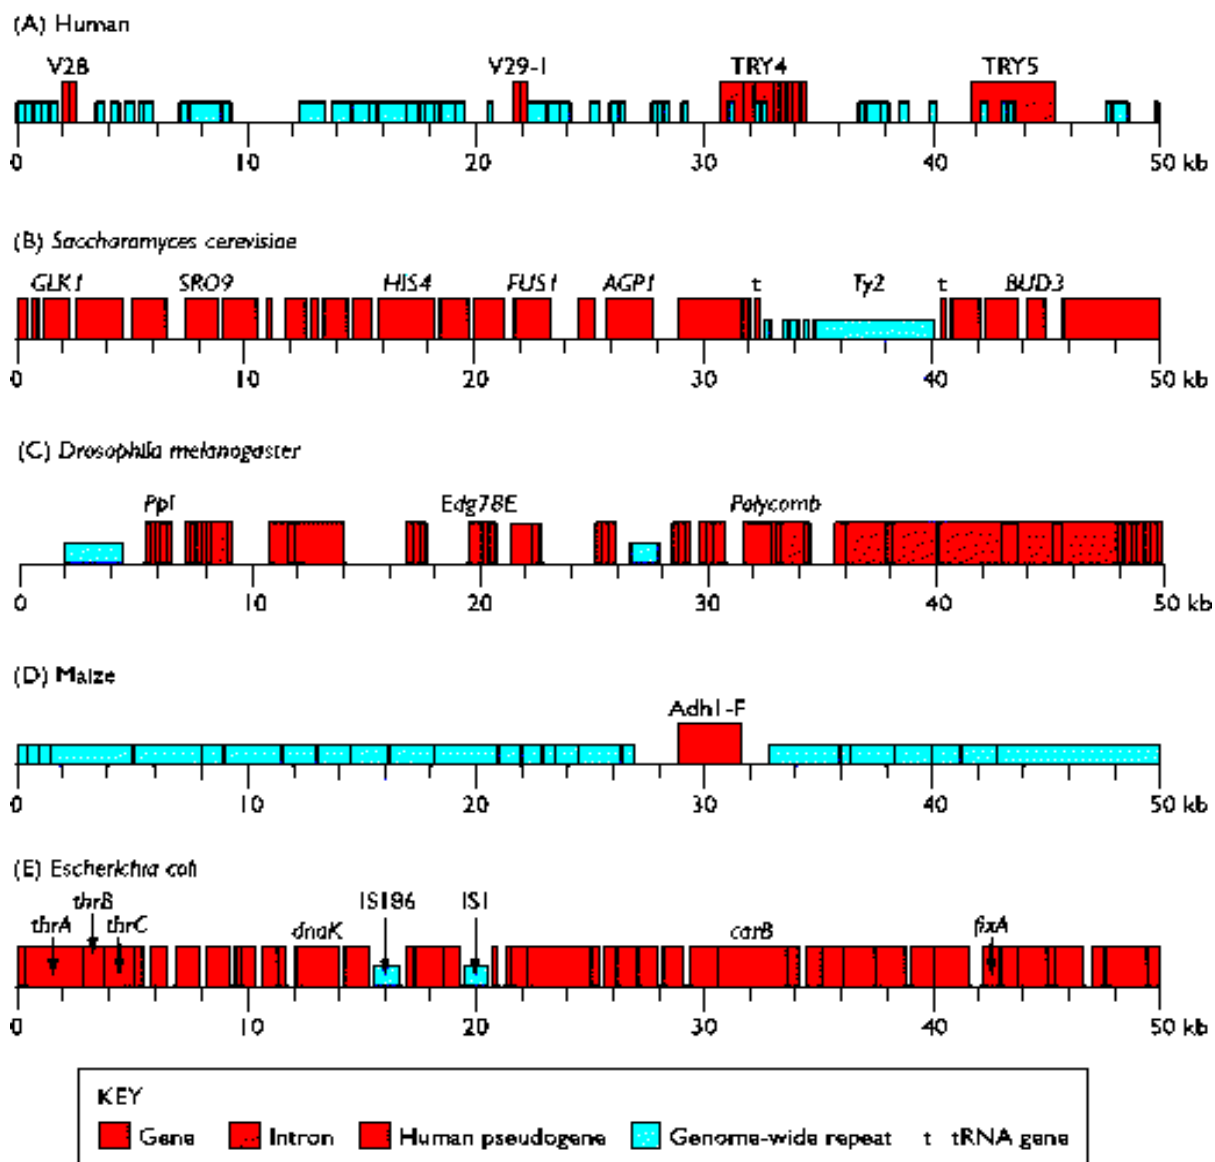 (A) Human
V28 V29-1 TRY4 TRY5
0 10 20 30 40 50 kb
(B) Saccharamyces cerevisiae
GLK1 SRO9 HIS4 FUS1 AGP1 t Ty2 t BUD3
0 10 20 30 40 50 kb
(C) Drosophila melanogaster
Pp1 Edg78E Polycomb
0 10 20 30 40 50 kb
(D) Maize
Adh1-F
0 10 20 30 40 50 kb
(E) Escherichia coli
thrB IS186 IS1
thrA thrC dnaK carB fixA
0 10 20 30 40 50 kb
KEY
Gene Intron Human pseudogene Genome-wide repeat t tRNA gene